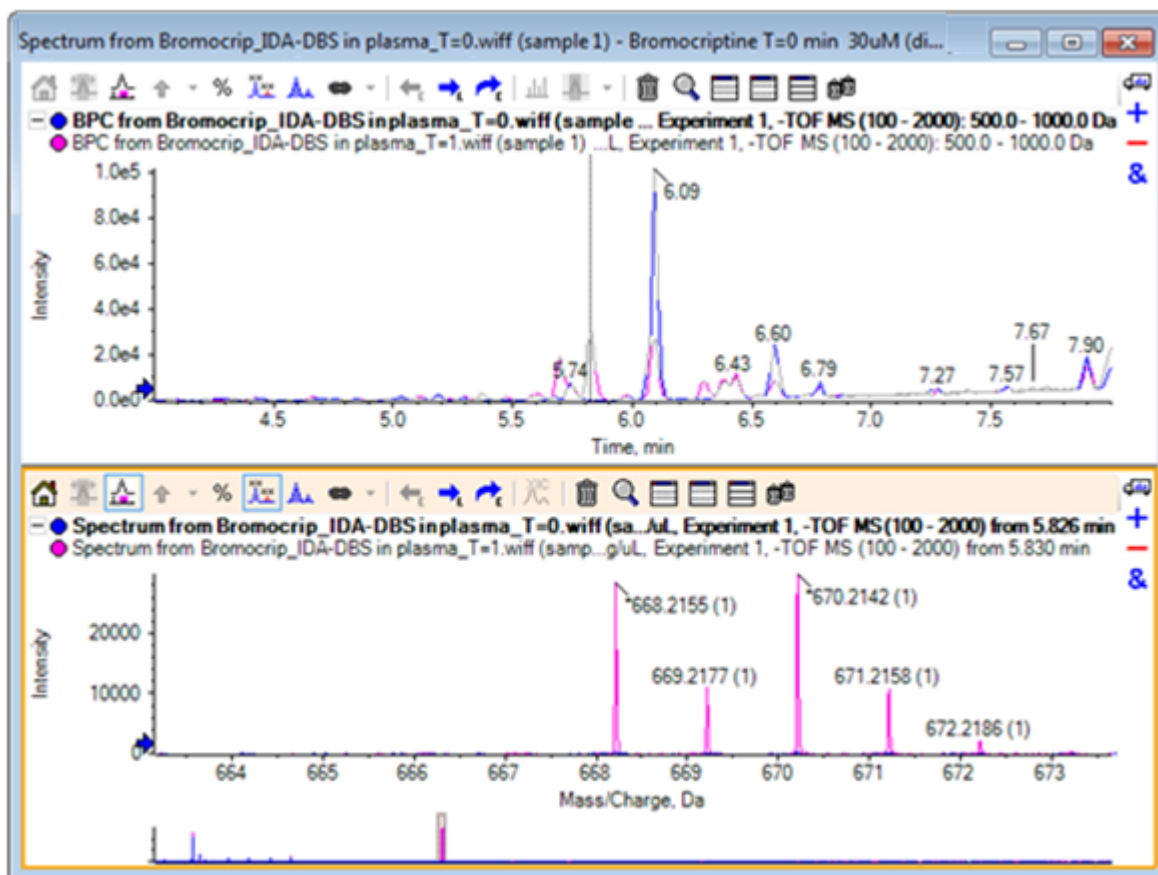 Spectrum from Bromocrip_IDA-DBS in plasma_T=0.wiff (sample 1) - Bromocriptine T=0 min 30uM (di...
%
BPC from Bromocrip_IDA-DBS in plasma_T=0.wiff (sample ... Experiment 1, -TOF MS (100 - 2000): 500.0 - 1000.0 Da
BPC from Bromocrip_IDA-DBS in plasma_T=1.wiff (sample 1) ...L, Experiment 1, -TOF MS (100 - 2000): 500.0 - 1000.0 Da
&
Intensity
1.0e5
8.0e4
6.0e4
4.0e4
2.0e4
0.0e0
5.74
6.09
6.43
6.60
6.79
7.27
7.57
7.67
7.90
4.5 5.0 5.5 6.0 6.5 7.0 7.5
Time, min
%
Spectrum from Bromocrip_IDA-DBS in plasma_T=0.wiff (sa.../uL, Experiment 1, -TOF MS (100 - 2000) from 5.826 min
Spectrum from Bromocrip_IDA-DBS in plasma_T=1.wiff (samp...g/uL, Experiment 1, -TOF MS (100 - 2000) from 5.830 min
&
Intensity
20000
10000
0
*668.2155 (1)
669.2177 (1)
*670.2142 (1)
671.2158 (1)
672.2186 (1)
664 665 666 667 668 669 670 671 672 673
Mass/Charge, Da